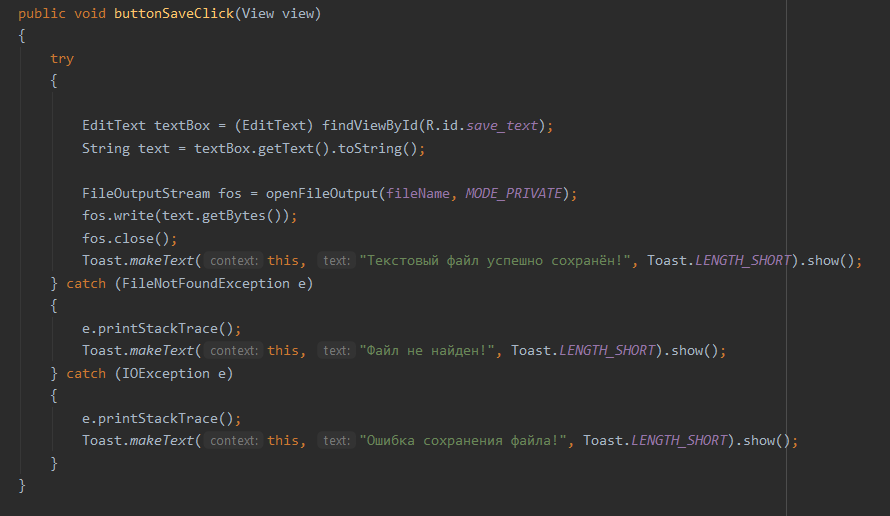 public void buttonSaveClick(View view)
{
try
{
EditText textBox = (EditText) findViewById(R.id.save_text);
String text = textBox.getText().toString();
FileOutputStream fos = openFileOutput(fileName, MODE_PRIVATE);
fos.write(text.getBytes());
fos.close();
Toast.makeText( context: this, text: "Текстовый файл успешно сохранён!", Toast.LENGTH_SHORT).show();
} catch (FileNotFoundException e)
{
e.printStackTrace();
Toast.makeText( context: this, text: "Файл не найден!", Toast.LENGTH_SHORT).show();
} catch (IOException e)
{
e.printStackTrace();
Toast.makeText( context: this, text: "Ошибка сохранения файла!", Toast.LENGTH_SHORT).show();
}
}